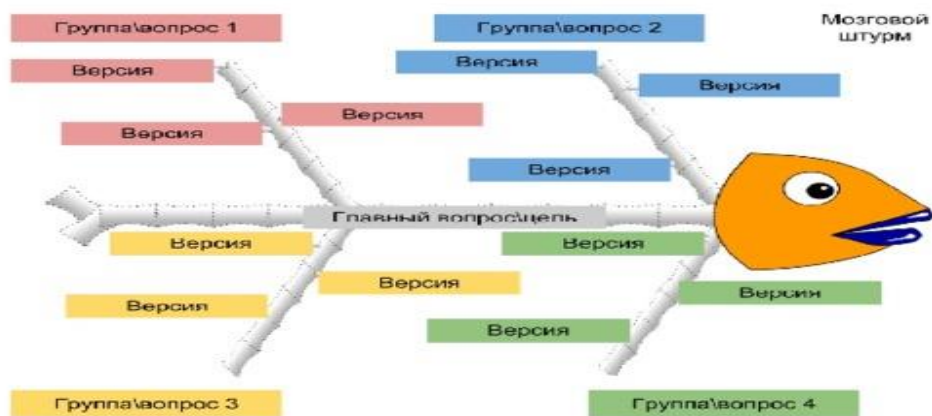 Группа\вопрос 1
Группа\вопрос 2
Мозговой
штурм
Версия
Версия
Версия
Версия
Версия
Версия
Главный вопрос\цель
Версия
Версия
Версия
Версия
Версия
Версия
Группа\вопрос 3
Группа\вопрос 4